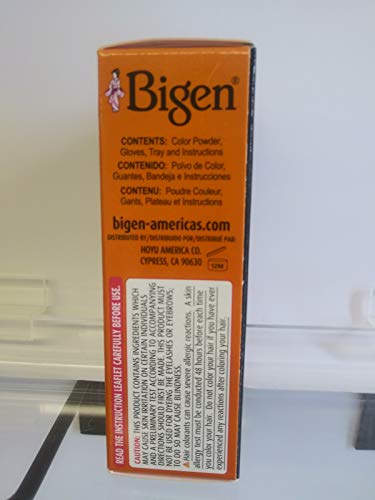 Bigen®
CONTENTS: Color Powder,
Gloves, Tray and Instructions
CONTENIDO: Polvo de Color,
Guantes, Bandeja e Instrucciones
CONTENU: Poudre Couleur,
Gants, Plateau et Instructions
bigen-americas.com
DISTRIBUTED BY/DISTRIBUIDO POR/DISTRIBUÉ PAR:
HOYU AMERICA CO.
CYPRESS, CA 90630
12M
READ THE INSTRUCTION LEAFLET CAREFULLY BEFORE USE.
CAUTION: THIS PRODUCT CONTAINS INGREDIENTS WHICH
MAY CAUSE SKIN IRRITATION ON CERTAIN INDIVIDUALS
AND A PRELIMINARY TEST ACCORDING TO ACCOMPANYING
DIRECTIONS SHOULD FIRST BE MADE. THIS PRODUCT MUST
NOT BE USED FOR DYEING THE EYELASHES OR EYEBROWS;
TO DO SO MAY CAUSE BLINDNESS.
Hair colorants can cause severe allergic reactions. A skin
allergy test must be conducted 48 hours before each time
you color your hair. Do not color your hair if you have ever
experienced any reactions after coloring your hair.